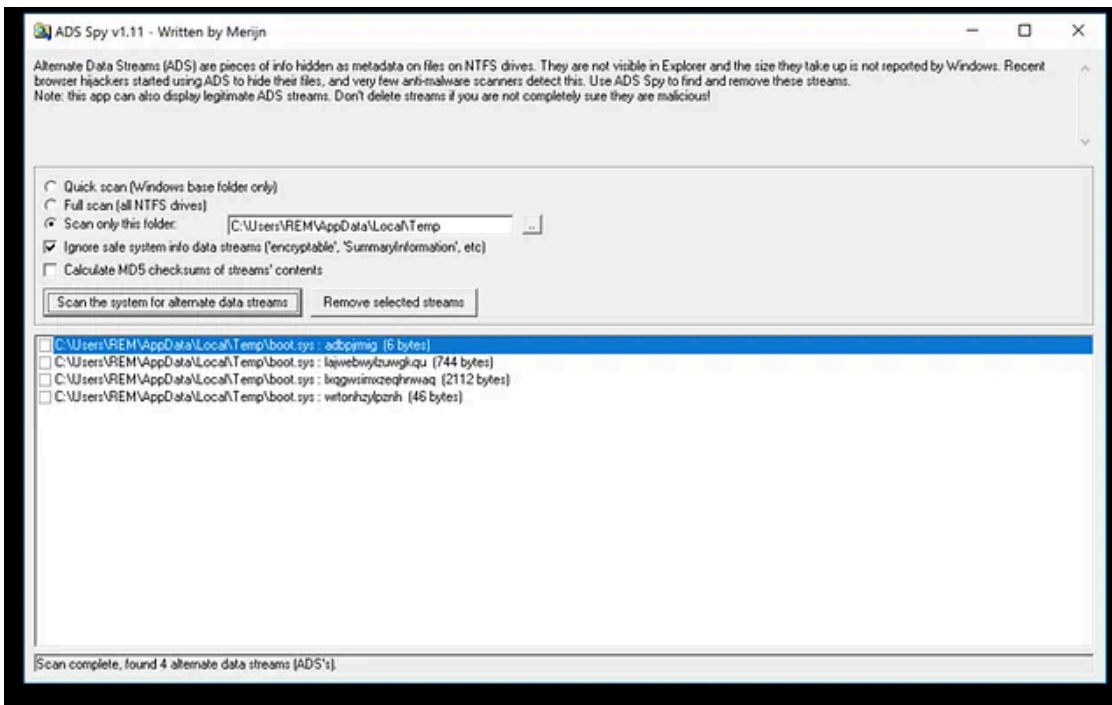 ADS Spy v1.11 - Written by Merijn
Alternate Data Streams (ADS) are pieces of info hidden as metadata on files on NTFS drives. They are not visible in Explorer and the size they take up is not reported by Windows. Recent
browser hijackers started using ADS to hide their files, and very few anti-malware scanners detect this. Use ADS Spy to find and remove these streams.
Note: this app can also display legitimate ADS streams. Don't delete streams if you are not completely sure they are malicious!
Quick scan (Windows base folder only)
Full scan (all NTFS drives)
Scan only this folder: C:\Users\REM\AppData\Local\Temp ..
Ignore safe system info data streams ('encryptable', 'SummaryInformation', etc)
Calculate MD5 checksums of streams' contents
Scan the system for alternate data streams Remove selected streams
C:\Users\REM\AppData\Local\Temp\boot.sys : adbpjmig (6 bytes)
C:\Users\REM\AppData\Local\Temp\boot.sys : (744 bytes)
C:\Users\REM\AppData\Local\Temp\boot.sys : (2112 bytes)
C:\Users\REM\AppData\Local\Temp\boot.sys : (46 bytes)
Scan complete, found 4 alternate data streams (ADS's).